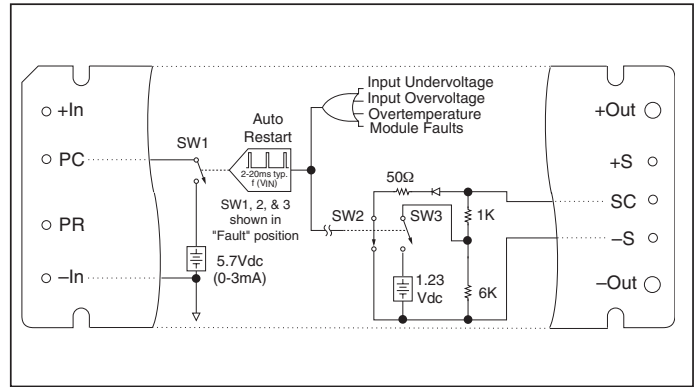 +In
PC
PR
–In
SW1
Auto
Restart
2-20ms typ.
f (VIN)
SW1, 2, & 3
shown in
"Fault" position
5.7Vdc
(0-3mA)
Input Undervoltage
Input Overvoltage
Overtemperature
Module Faults
50Ω
SW2
SW3
1K
1.23
Vdc
6K
+Out
+S
SC
–S
–Out